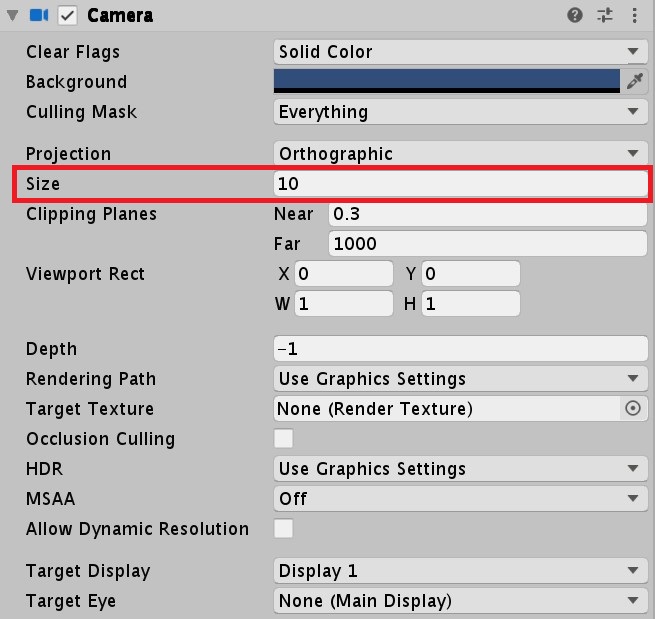 Camera
Clear Flags Solid Color
Background
Culling Mask Everything
Projection Orthographic
Size 10
Clipping Planes Near 0.3
Far 1000
Viewport Rect X 0 Y 0
W 1 H 1
Depth -1
Rendering Path Use Graphics Settings
Target Texture None (Render Texture)
Occlusion Culling
HDR Use Graphics Settings
MSAA Off
Allow Dynamic Resolution
Target Display Display 1
Target Eye None (Main Display)